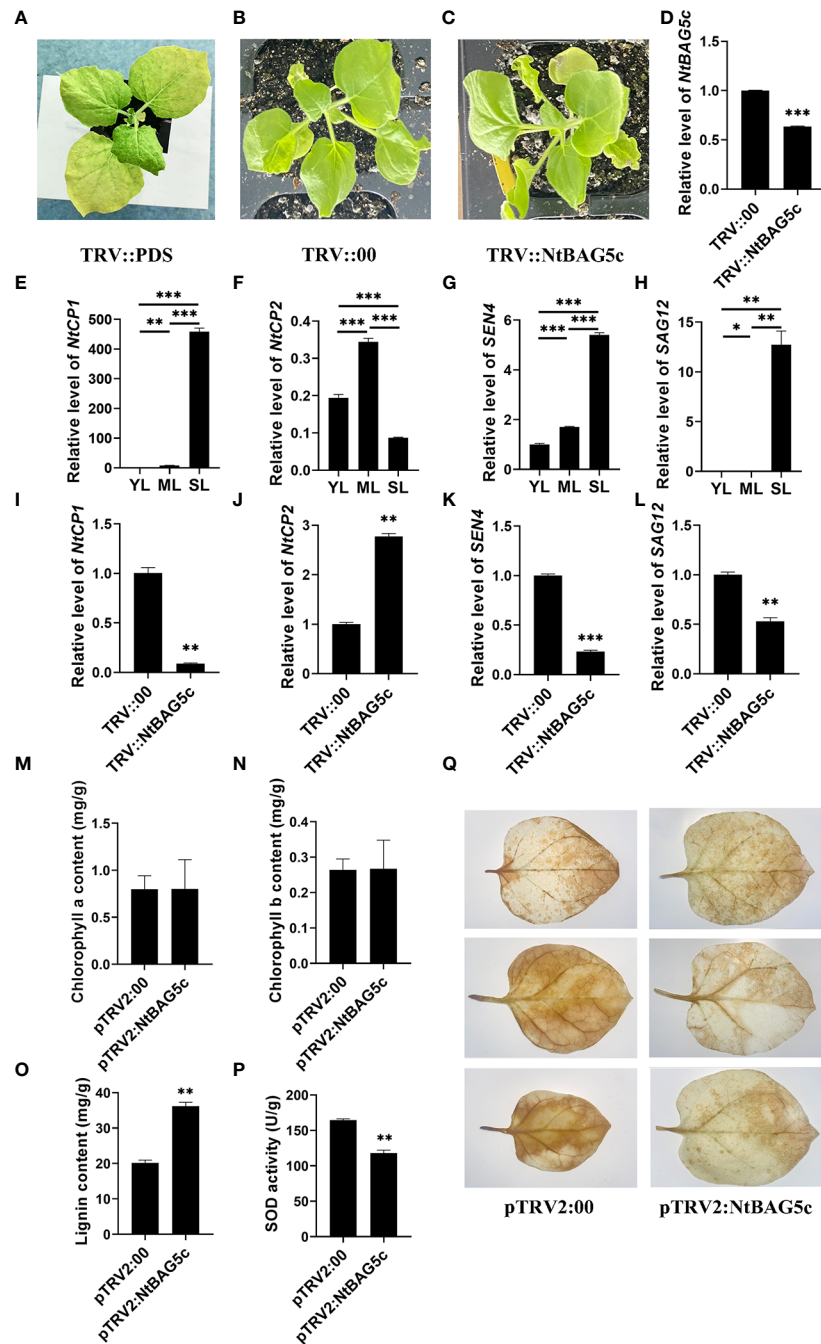 A
B
C
D
Relative level of NtBAG5c
1.5
1.0
0.5
0.0
***
TRV::00
TRV::NtBAG5c
TRV::PDS
TRV::00
TRV::NtBAG5c
E
Relative level of NtCP1
500
400
300
200
100
0
***
** ***
YL ML SL
F
Relative level of NtCP2
0.4
0.3
0.2
0.1
0.0
***
*** ***
YL ML SL
G
Relative level of SEN4
6
4
2
0
***
*** ***
YL ML SL
H
Relative level of SAG12
15
10
5
0
**
* **
YL ML SL
I
Relative level of NtCP1
1.5
1.0
0.5
0.0
**
TRV::00
TRV::NtBAG5c
J
Relative level of NtCP2
3
2
1
0
**
TRV::00
TRV::NtBAG5c
K
Relative level of SEN4
1.5
1.0
0.5
0.0
***
TRV::00
TRV::NtBAG5c
L
Relative level of SAG12
1.5
1.0
0.5
0.0
**
TRV::00
TRV::NtBAG5c
M
Chlorophyll a content (mg/g)
1.5
1.0
0.5
0.0
pTRV2:00
pTRV2:NtBAG5c
N
Chlorophyll b content (mg/g)
0.4
0.3
0.2
0.1
0.0
pTRV2:00
pTRV2:NtBAG5c
O
Lignin content (mg/g)
40
30
20
10
0
**
pTRV2:00
pTRV2:NtBAG5c
P
SOD activity (U/g)
200
150
100
50
0
**
pTRV2:00
pTRV2:NtBAG5c
Q
pTRV2:00
pTRV2:NtBAG5c